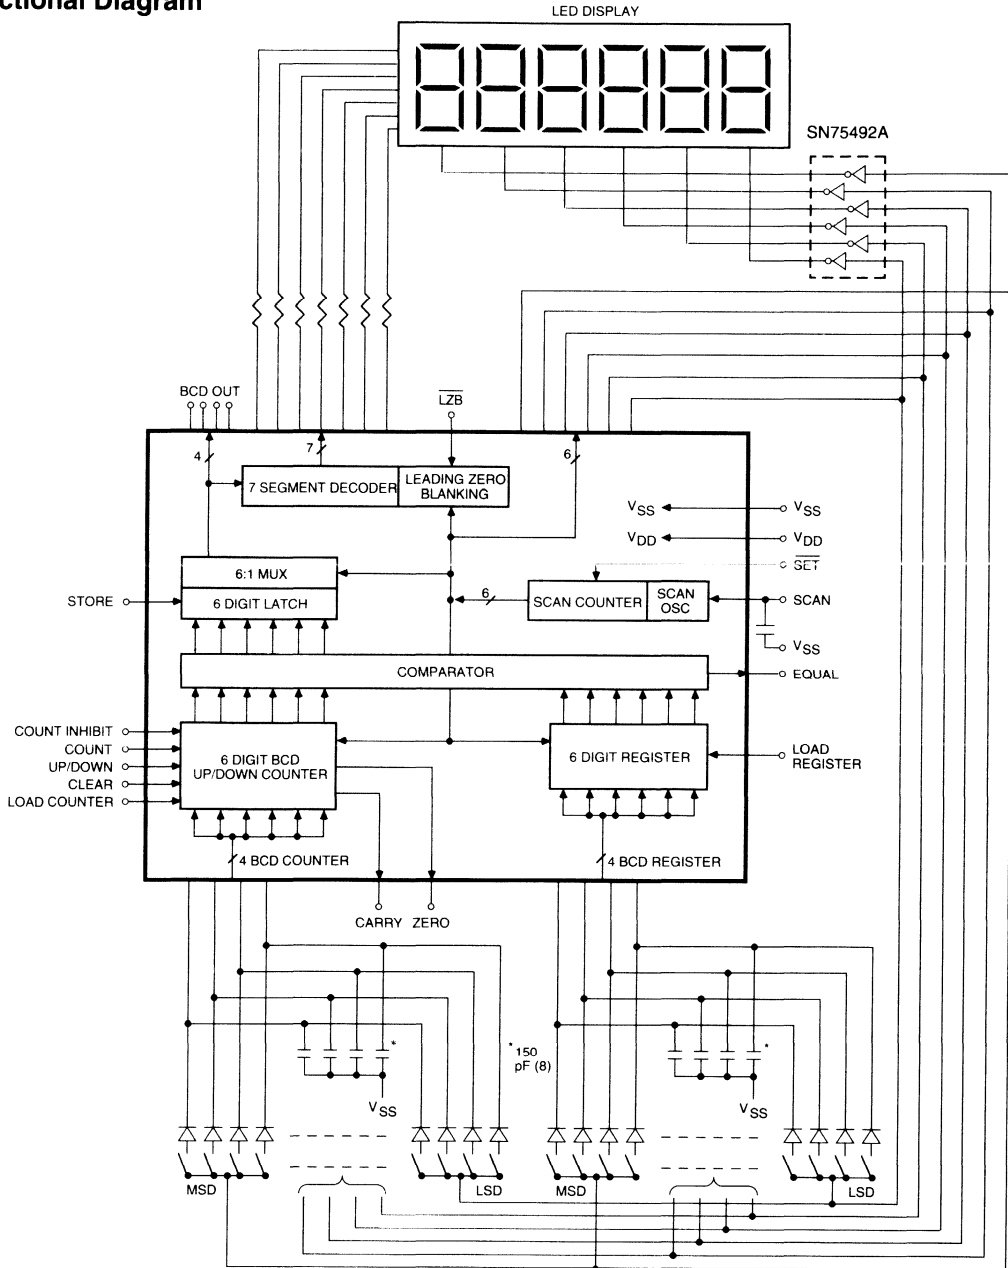 ctional Diagram
LED DISPLAY
SN75492A
BCD OUT
LZB
4
7
6
7 SEGMENT DECODER
LEADING ZERO
BLANKING
VSS
VSS
VDD
VDD
SET
6:1 MUX
6 DIGIT LATCH
STORE
6
SCAN COUNTER
SCAN
OSC
SCAN
VSS
COMPARATOR
EQUAL
COUNT INHIBIT
COUNT
UP/DOWN
CLEAR
LOAD COUNTER
6 DIGIT BCD
UP/DOWN COUNTER
6 DIGIT REGISTER
LOAD
REGISTER
4 BCD COUNTER
4 BCD REGISTER
CARRY ZERO
*
* 150
pF (8)
*
VSS
VSS
MSD
LSD
MSD
LSD